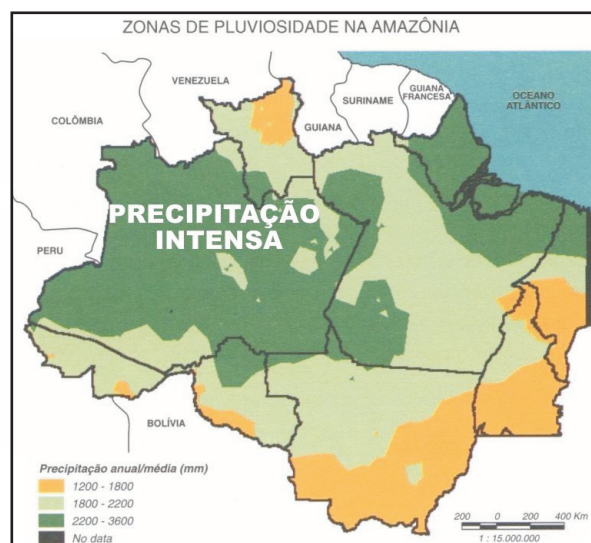 ZONAS DE PLUVIOSIDADE NA AMAZÔNIA
VENEZUELA
GUIANA FRANCESA
SURINAME
OCEANO ATLÂNTICO
COLÔMBIA
GUIANA
PRECIPITAÇÃO
INTENSA
PERU
BOLÍVIA
Precipitação anual/média (mm)
1200 - 1800
1800 - 2200
2200 - 3600
No data
200 0 200 400 Km
1 : 15.000.000